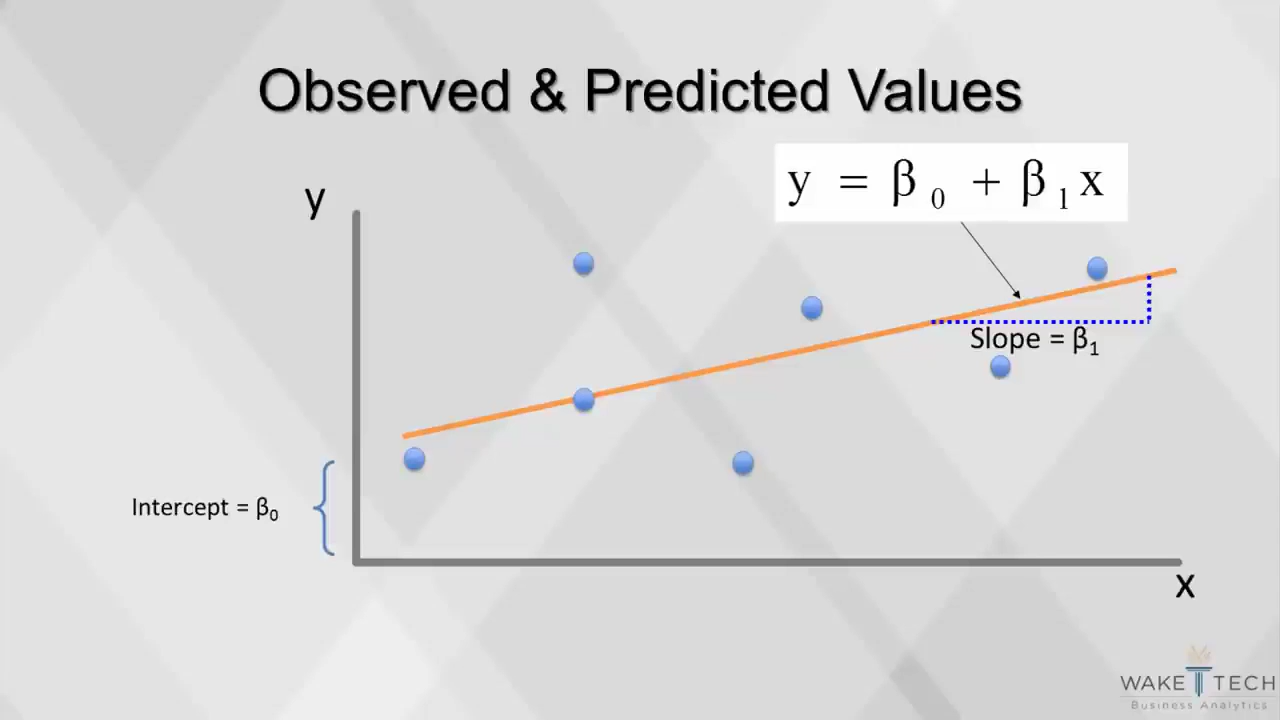 Observed & Predicted Values
y = β₀ + β₁x
y
Slope = β₁
Intercept = β₀
x
WAKE TECH
Business Analytics